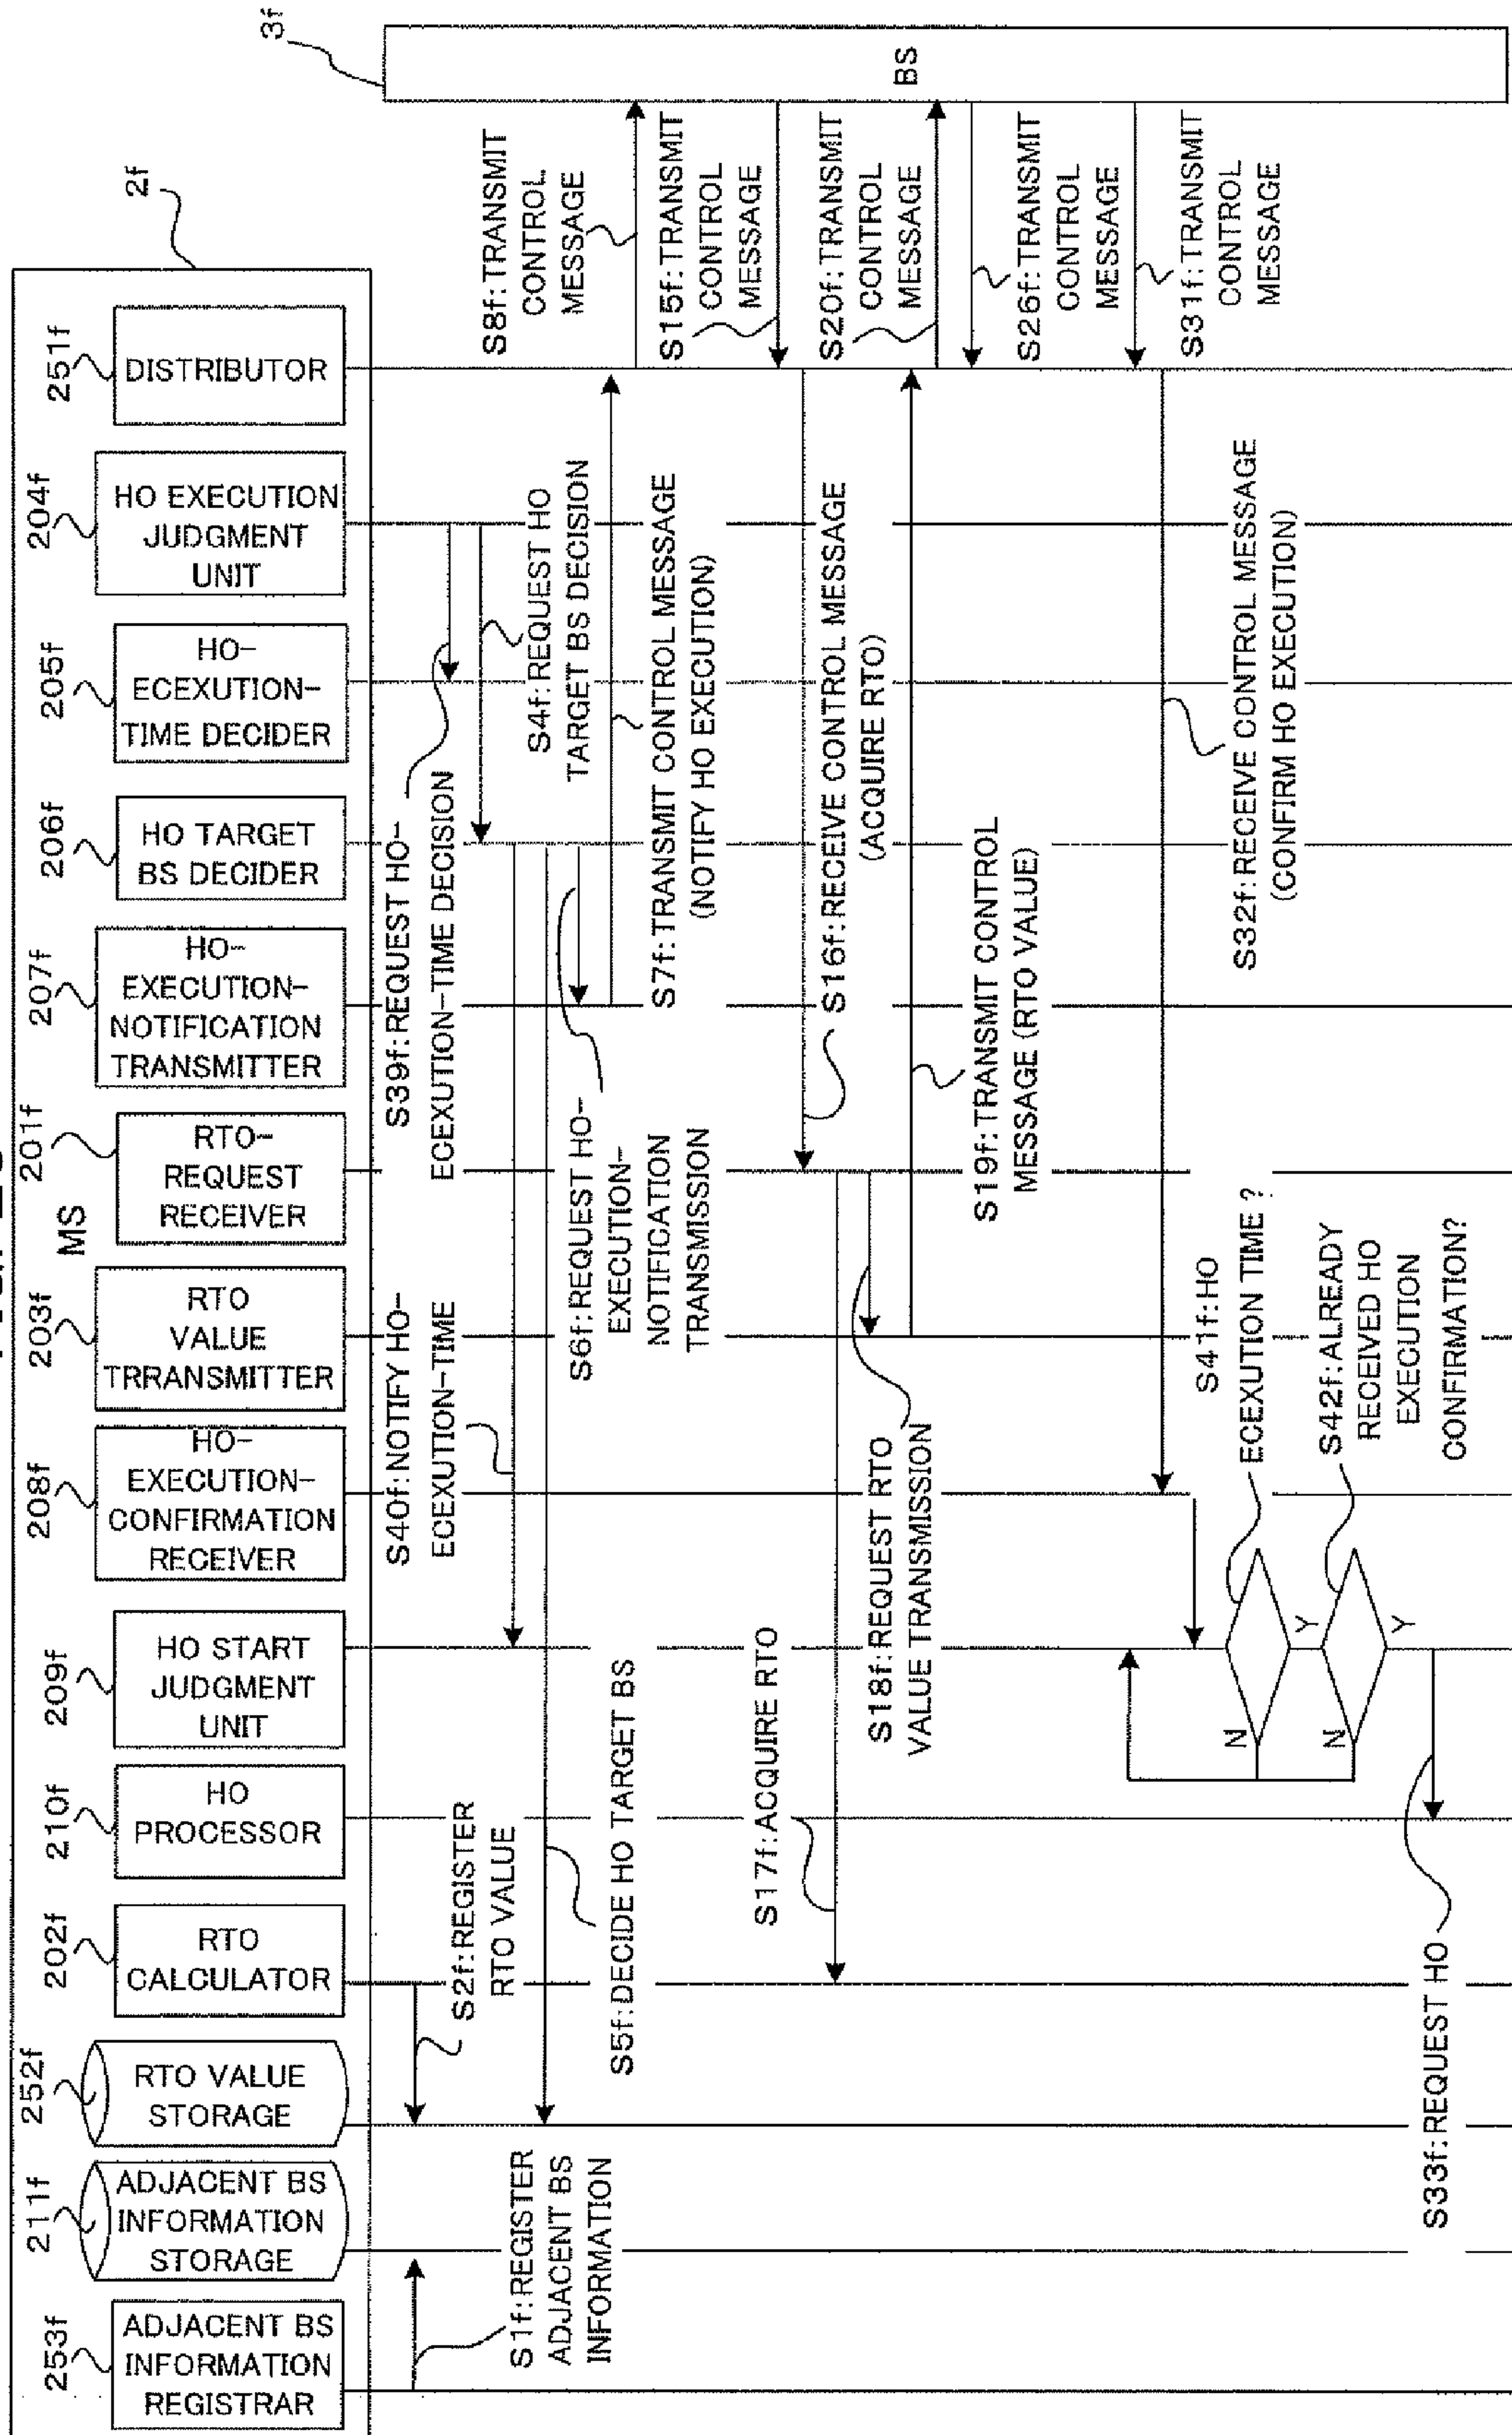 MS
2f
3f
253f
ADJACENT BS
INFORMATION
REGISTRAR
211f
ADJACENT BS
INFORMATION
STORAGE
252f
RTO VALUE
STORAGE
202f
RTO
CALCULATOR
210f
HO
PROCESSOR
209f
HO START
JUDGMENT
UNIT
208f
HO-
EXECUTION-
CONFIRMATION
RECEIVER
203f
RTO
VALUE
TRRANSMITTER
201f
RTO-
REQUEST
RECEIVER
207f
HO-
EXECUTION-
NOTIFICATION
TRANSMITTER
206f
HO TARGET
BS DECIDER
205f
HO-
ECEXUTION-
TIME DECIDER
204f
HO EXECUTION
JUDGMENT
UNIT
251f
DISTRIBUTOR
BS
S1f:REGISTER
ADJACENT BS
INFORMATION
S2f:REGISTER
RTO VALUE
S39f:REQUEST HO-
ECEXUTION-TIME DECISION
S4f:REQUEST HO
TARGET BS DECISION
S40f:NOTIFY HO-
ECEXUTION-TIME
S5f:DECIDE HO TARGET BS
S6f:REQUEST HO-
EXECUTION-
NOTIFICATION
TRANSMISSION
S7f:TRANSMIT CONTROL MESSAGE
(NOTIFY HO EXECUTION)
S8f:TRANSMIT
CONTROL
MESSAGE
S15f:TRANSMIT
CONTROL
MESSAGE
S16f:RECEIVE CONTROL MESSAGE
(ACQUIRE RTO)
S17f:ACQUIRE RTO
S18f:REQUEST RTO
VALUE TRANSMISSION
S19f:TRANSMIT CONTROL
MESSAGE (RTO VALUE)
S20f:TRANSMIT
CONTROL
MESSAGE
S26f:TRANSMIT
CONTROL
MESSAGE
S31f:TRANSMIT
CONTROL
MESSAGE
S32f:RECEIVE CONTROL MESSAGE
(CONFIRM HO EXECUTION)
S41f:HO
ECEXUTION TIME ?
N
Y
S42f:ALREADY
RECEIVED HO
EXECUTION
CONFIRMATION?
N
Y
S33f:REQUEST HO